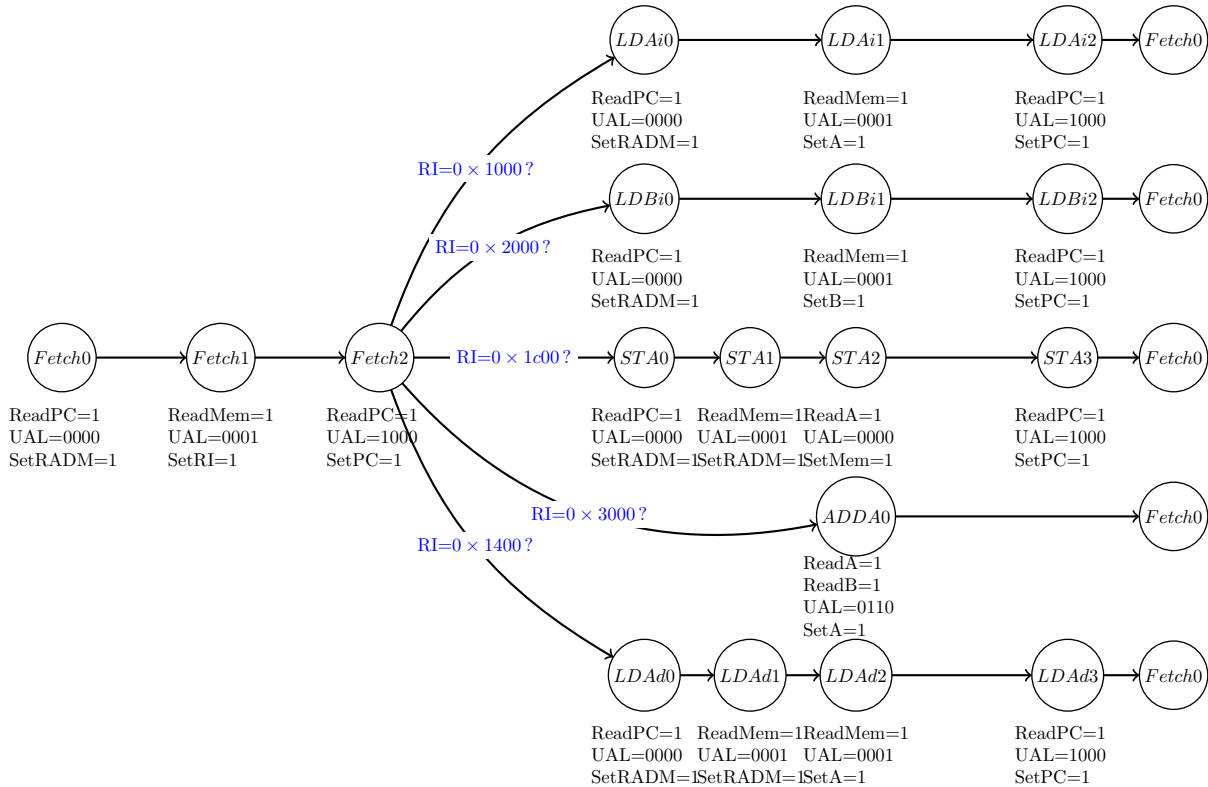 LDAi0 LDAi1 LDAi2 Fetch0
ReadPC=1 ReadMem=1 ReadPC=1
UAL=0000 UAL=0001 UAL=1000
SetRADM=1 SetA=1 SetPC=1
RI=0 × 1000 ?
LDBi0 LDBi1 LDBi2 Fetch0
RI=0 × 2000 ?
ReadPC=1 ReadMem=1 ReadPC=1
UAL=0000 UAL=0001 UAL=1000
SetRADM=1 SetB=1 SetPC=1
Fetch0 Fetch1 Fetch2 RI=0 × 1c00 ? STA0 STA1 STA2 STA3 Fetch0
ReadPC=1 ReadMem=1 ReadPC=1 ReadPC=1 ReadMem=1 ReadA=1 ReadPC=1
UAL=0000 UAL=0001 UAL=1000 UAL=0000 UAL=0001 UAL=0000 UAL=1000
SetRADM=1 SetRI=1 SetPC=1 SetRADM=1 SetRADM=1 SetMem=1 SetPC=1
RI=0 × 3000 ? ADDA0 Fetch0
RI=0 × 1400 ?
ReadA=1
ReadB=1
UAL=0110
SetA=1
LDAd0 LDAd1 LDAd2 LDAd3 Fetch0
ReadPC=1 ReadMem=1 ReadMem=1 ReadPC=1
UAL=0000 UAL=0001 UAL=0001 UAL=1000
SetRADM=1 SetRADM=1 SetA=1 SetPC=1